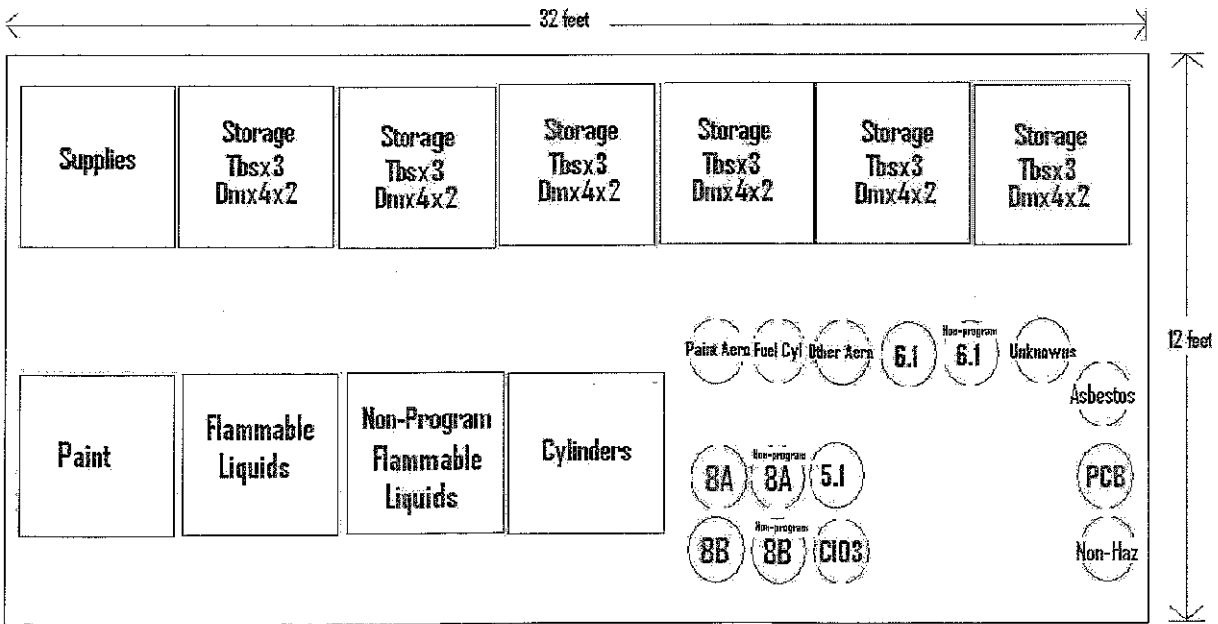 32 feet
Supplies
Storage
Tbsx3
Dmx4x2
Storage
Tbsx3
Dmx4x2
Storage
Tbsx3
Dmx4x2
Storage
Tbsx3
Dmx4x2
Storage
Tbsx3
Dmx4x2
Storage
Tbsx3
Dmx4x2
12 feet
Paint Aero
Fuel Cyl
Other Aero
6.1
Non-program
6.1
Unknowns
Asbestos
Paint
Flammable
Liquids
Non-Program
Flammable
Liquids
Cylinders
8A
Non-program
8A
5.1
PCB
8B
Non-program
8B
ClO3
Non-Haz